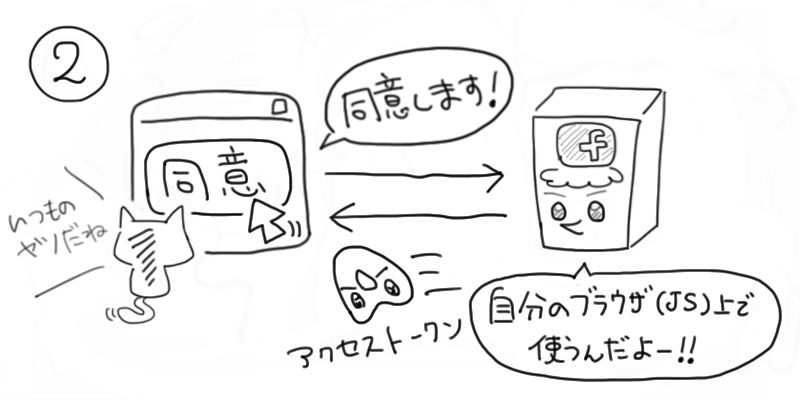 2
同意します!
同意
いつもの
ヤツだね
アクセストークン
f
自分のブラウザ(JS)上で
使うんだよー!!